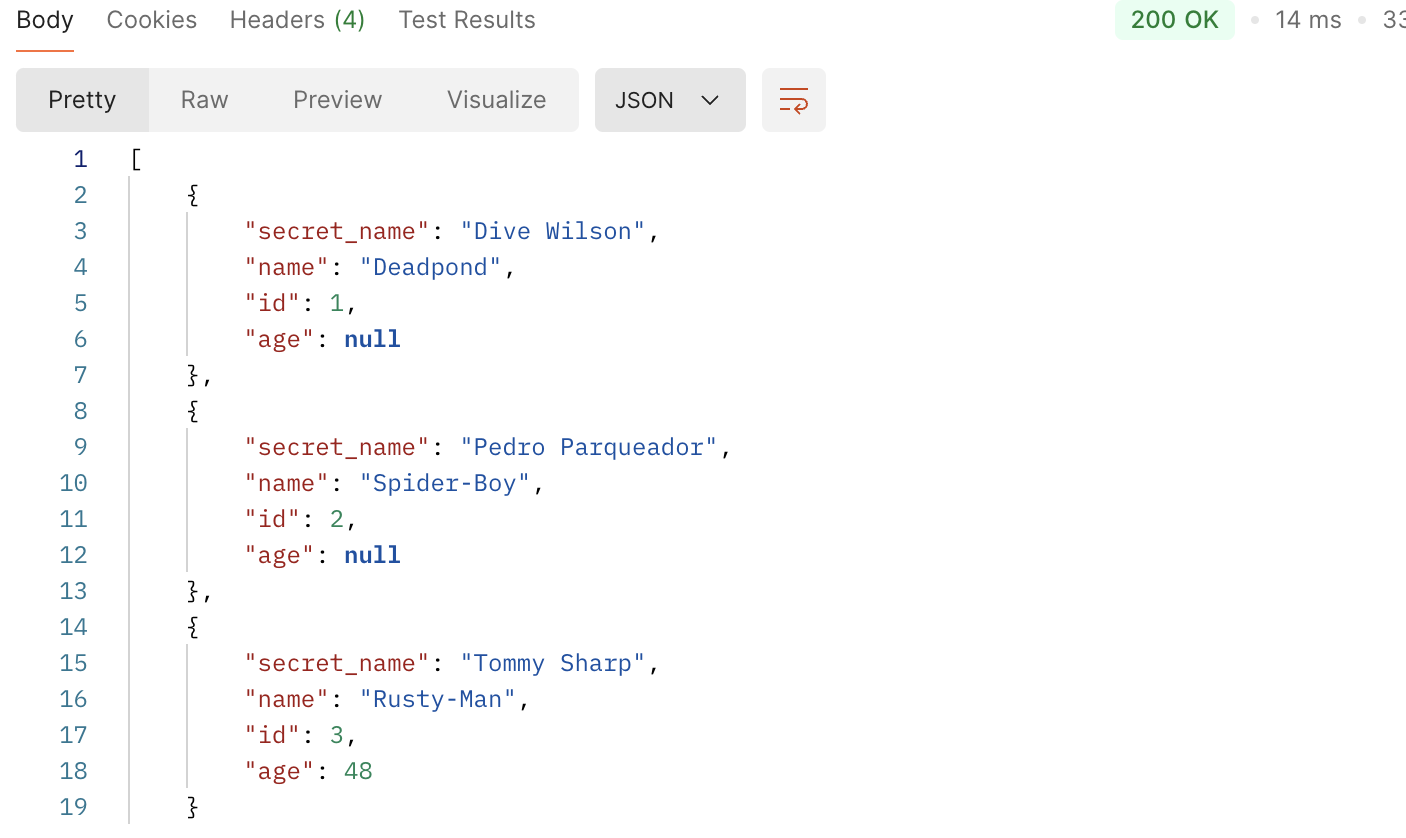 Body Cookies Headers (4) Test Results 200 OK 14 ms 33
Pretty Raw Preview Visualize JSON
1 [
2 {
3 "secret_name": "Dive Wilson",
4 "name": "Deadpond",
5 "id": 1,
6 "age": null
7 },
8 {
9 "secret_name": "Pedro Parqueador",
10 "name": "Spider-Boy",
11 "id": 2,
12 "age": null
13 },
14 {
15 "secret_name": "Tommy Sharp",
16 "name": "Rusty-Man",
17 "id": 3,
18 "age": 48
19 }